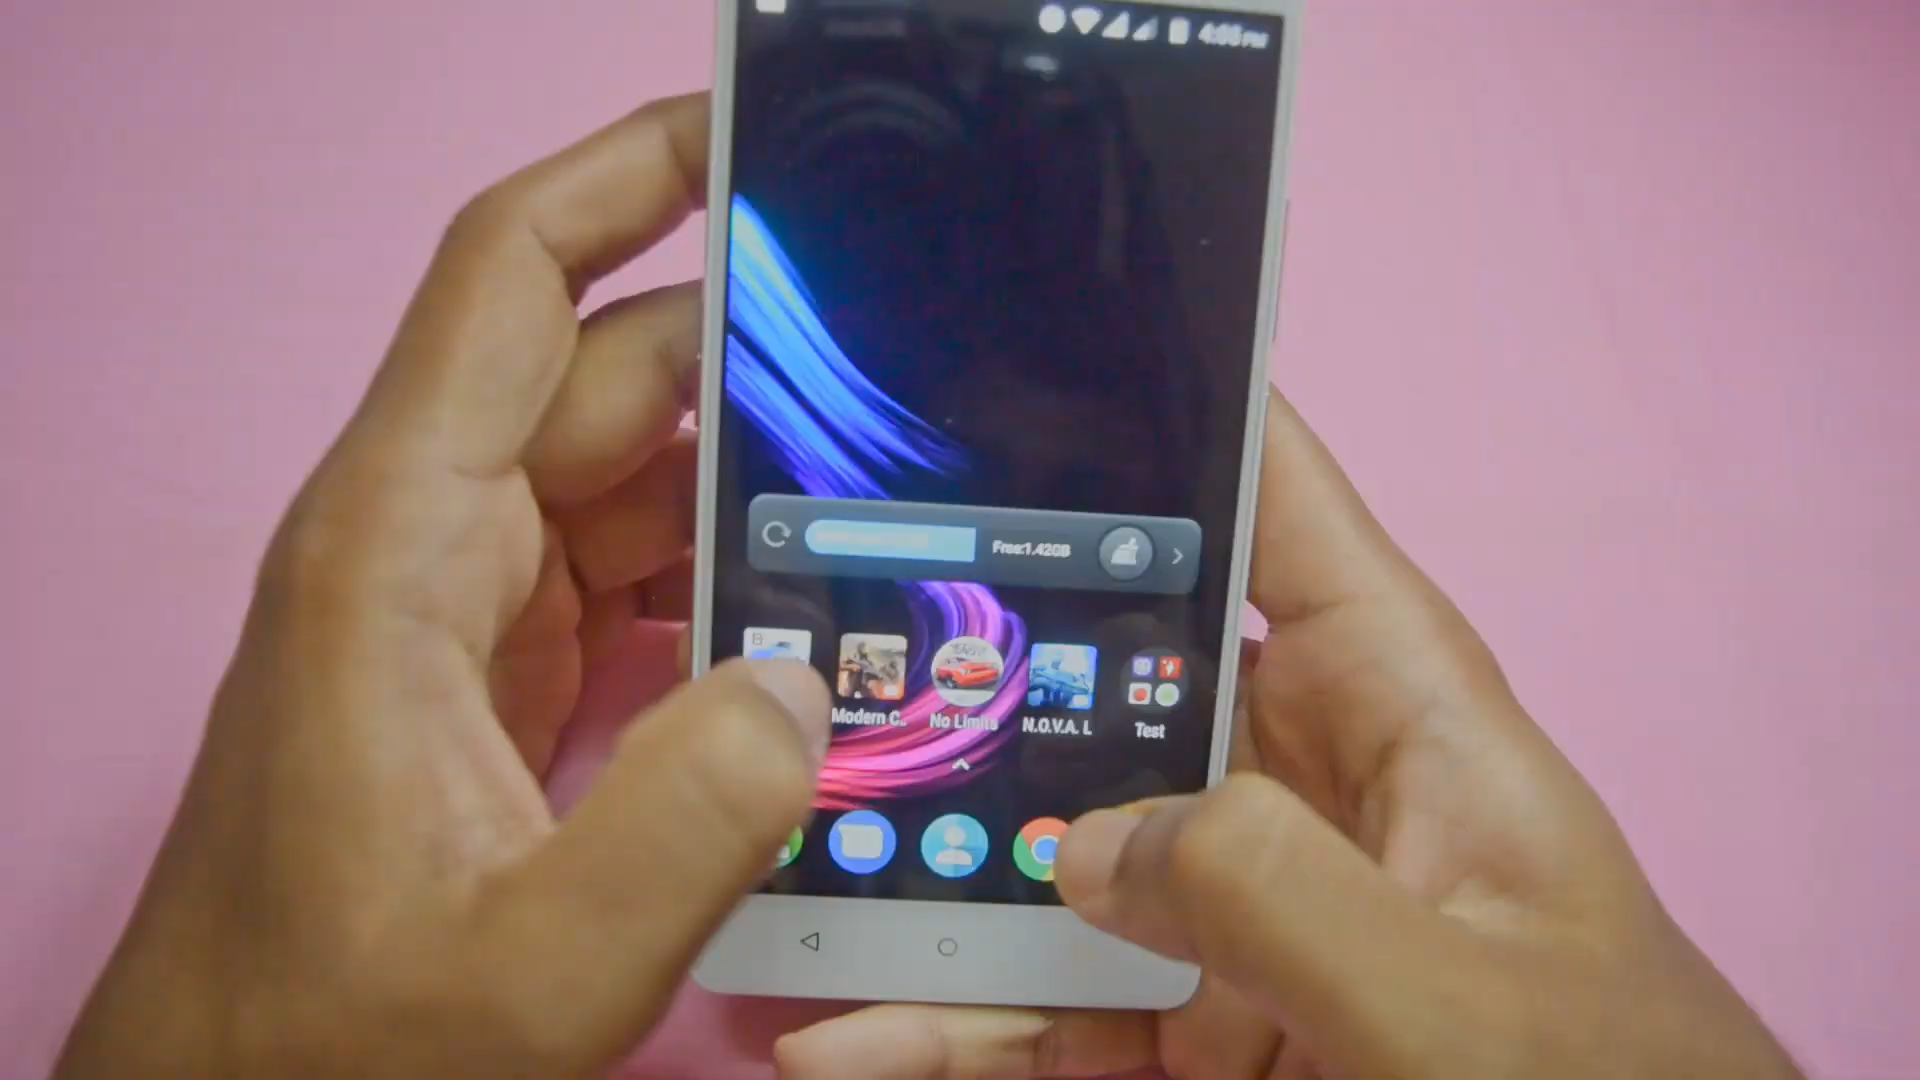 Free:1.42GB
Modern C..
No Limits
N.O.V.A. L
Test